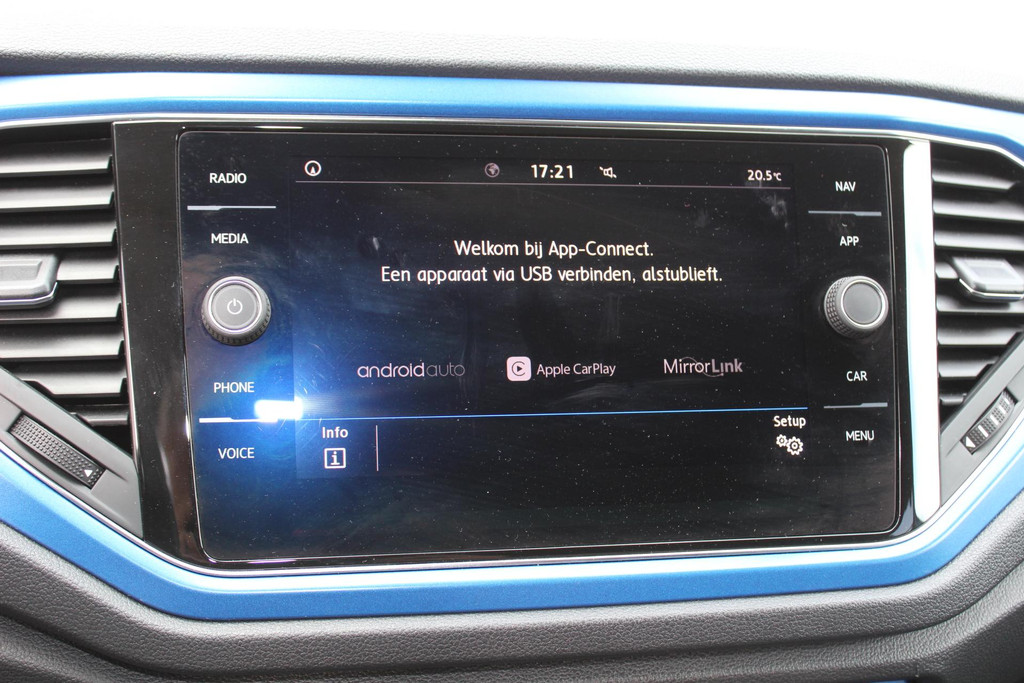 RADIO
MEDIA
PHONE
VOICE
17:21
20.5°C
Welkom bij App-Connect.
Een apparaat via USB verbinden, alstublieft.
androidauto
Apple CarPlay
MirrorLink
Info
i
Setup
NAV
APP
CAR
MENU